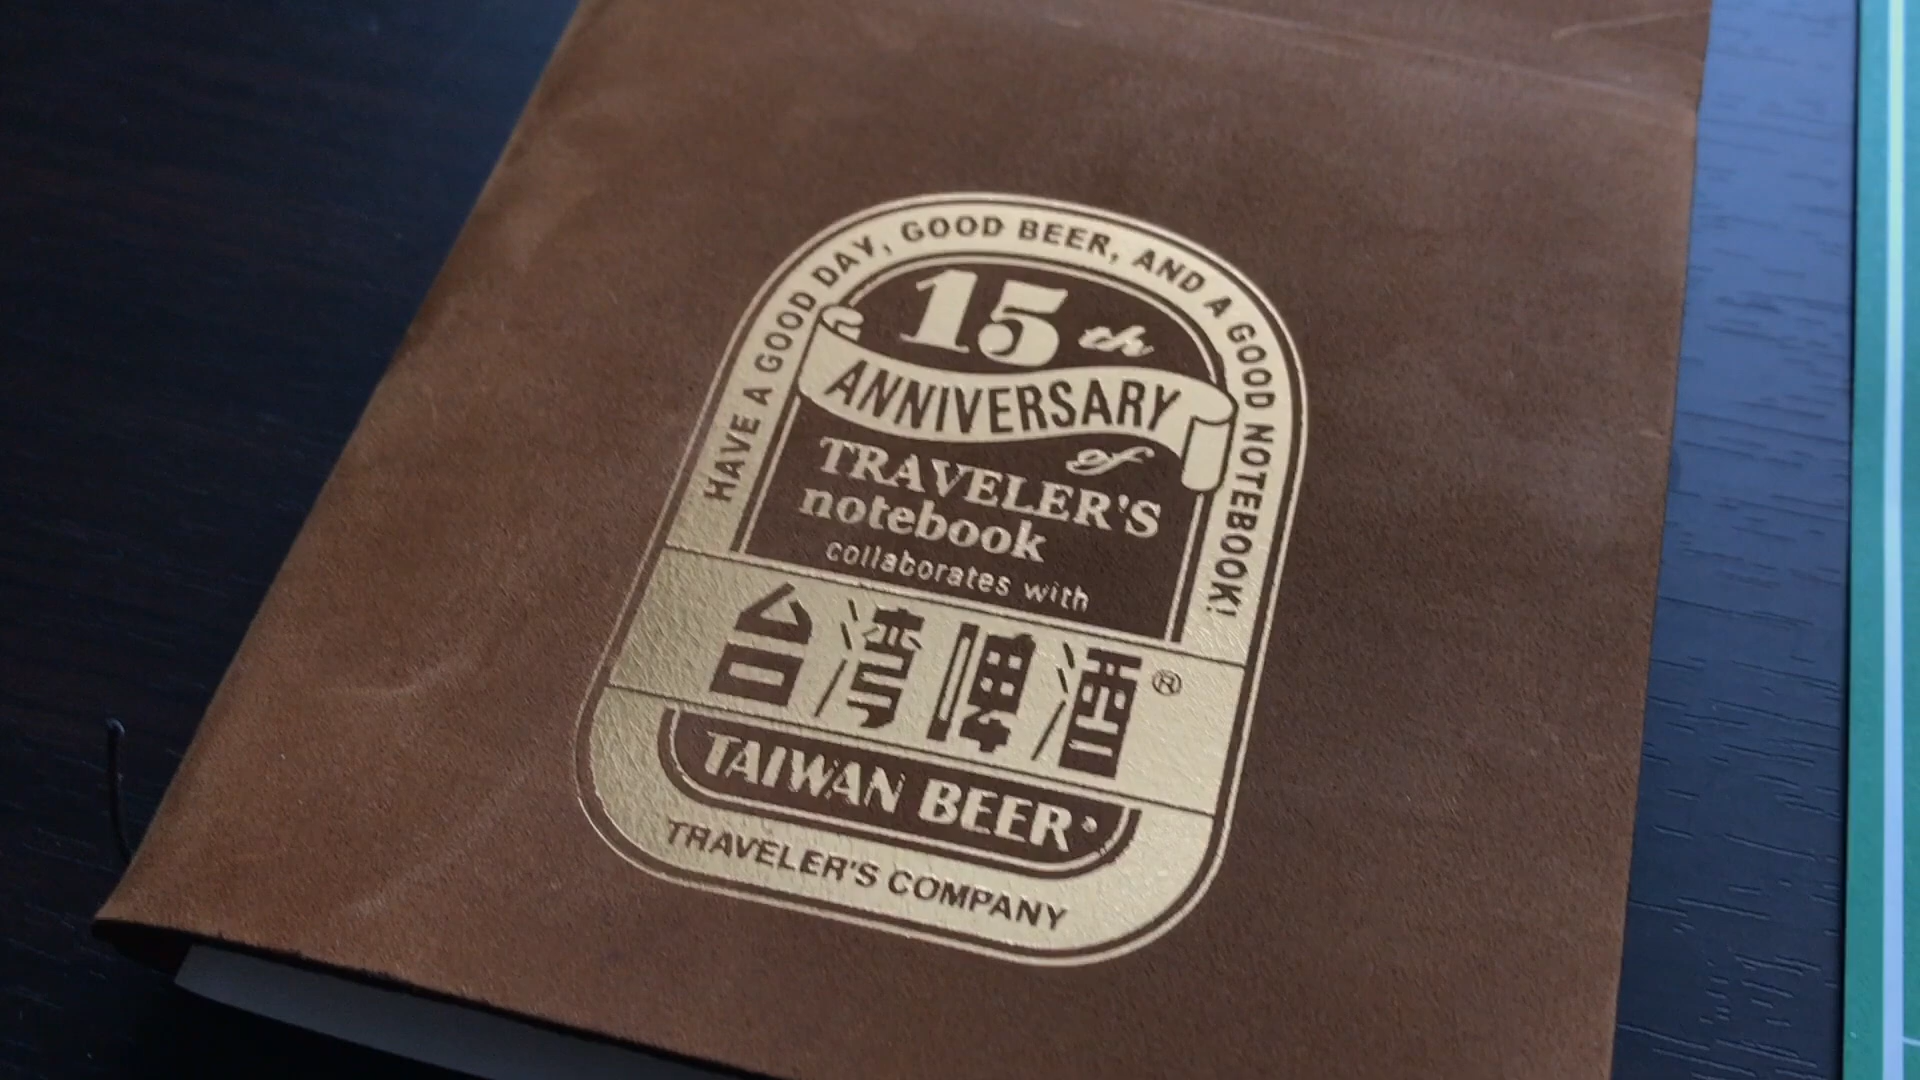 HAVE A GOOD DAY, GOOD BEER, AND A GOOD NOTEBOOK!
15th
ANNIVERSARY
of
TRAVELER'S
notebook
collaborates with
台灣啤酒®
TAIWAN BEER
TRAVELER'S COMPANY